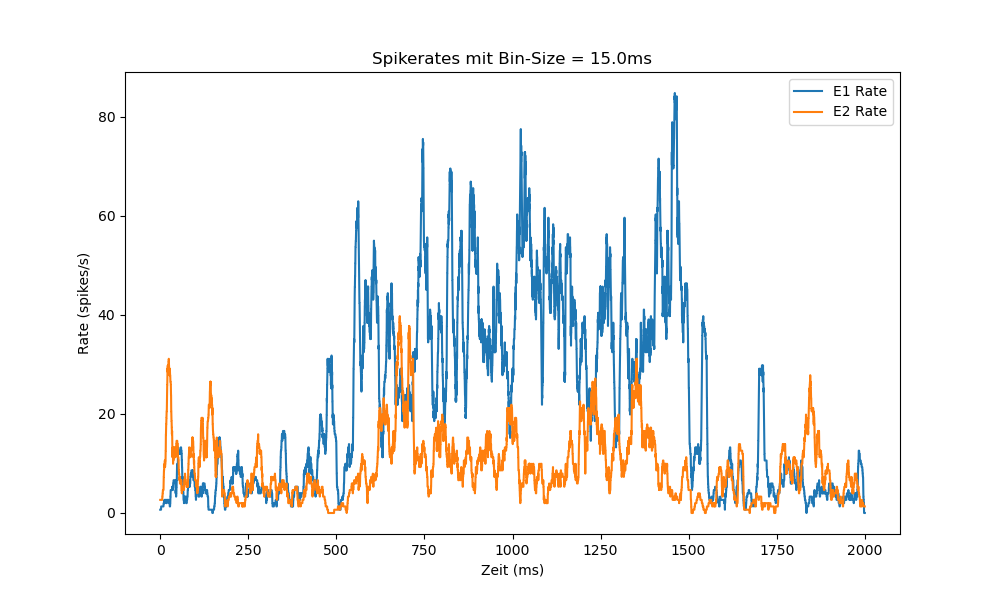 Spikerates mit Bin-Size = 15.0ms
E1 Rate
E2 Rate
80
60
40
20
0
Rate (spikes/s)
0 250 500 750 1000 1250 1500 1750 2000
Zeit (ms)